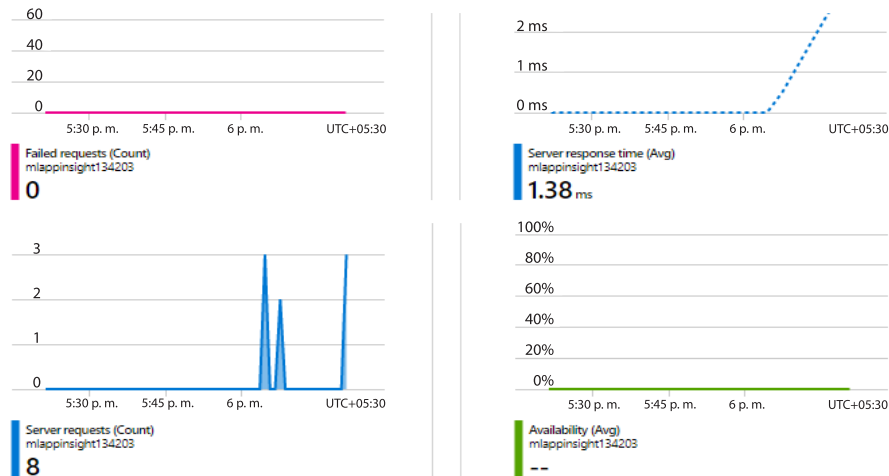 60
40
20
0
5:30 p. m. 5:45 p. m. 6 p. m. UTC+05:30
Failed requests (Count)
mlappinsight134203
0
2 ms
1 ms
0 ms
5:30 p. m. 5:45 p. m. 6 p. m. UTC+05:30
Server response time (Avg)
mlappinsight134203
1.38 ms
3
2
1
0
5:30 p. m. 5:45 p. m. 6 p. m. UTC+05:30
Server requests (Count)
mlappinsight134203
8
100%
80%
60%
40%
20%
0%
5:30 p. m. 5:45 p. m. 6 p. m. UTC+05:30
Availability (Avg)
mlappinsight134203
--